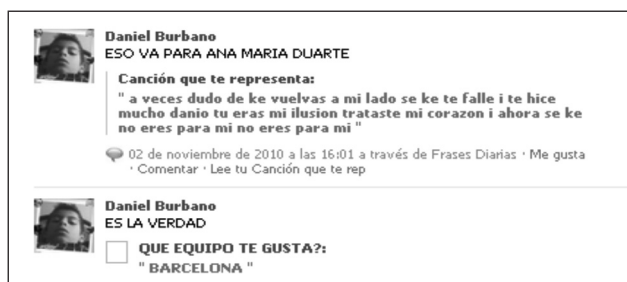 Daniel Burbano
ESO VA PARA ANA MARIA DUARTE
Canción que te representa:
" a veces dudo de ke vuelvas a mi lado se ke te falle i te hice
mucho danio tu eras mi ilusion trataste mi corazon i ahora se ke
no eres para mi no eres para mi "
02 de noviembre de 2010 a las 16:01 a través de Frases Diarias · Me gusta
· Comentar · Lee tu Canción que te rep
Daniel Burbano
ES LA VERDAD
QUE EQUIPO TE GUSTA?:
" BARCELONA "